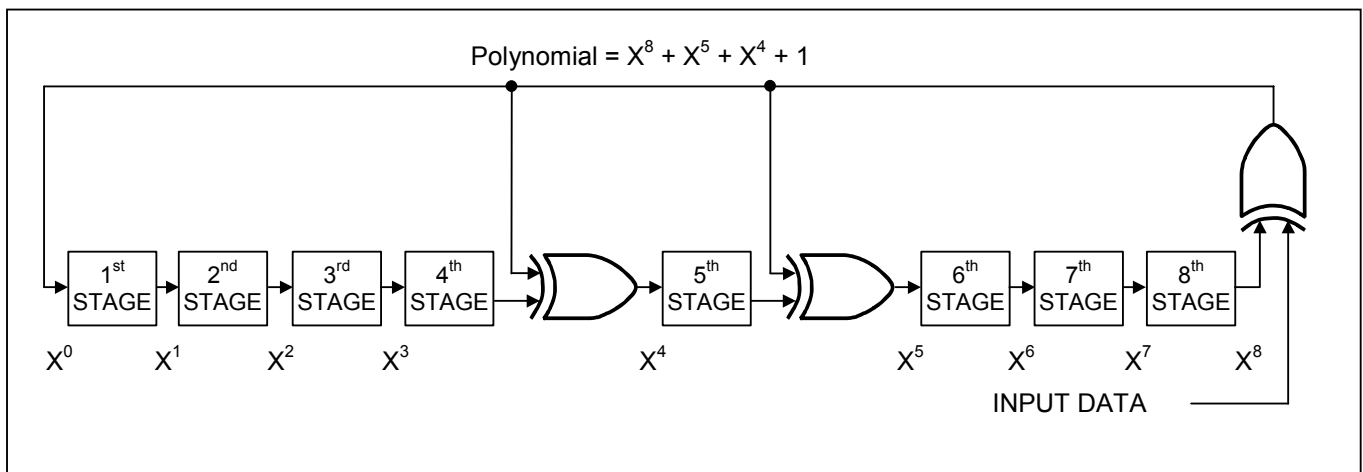 Polynomial = X⁸ + X⁵ + X⁴ + 1
1ˢᵗ STAGE
2ⁿᵈ STAGE
3ʳᵈ STAGE
4ᵗʰ STAGE
5ᵗʰ STAGE
6ᵗʰ STAGE
7ᵗʰ STAGE
8ᵗʰ STAGE
X⁰ X¹ X² X³ X⁴ X⁵ X⁶ X⁷ X⁸
INPUT DATA